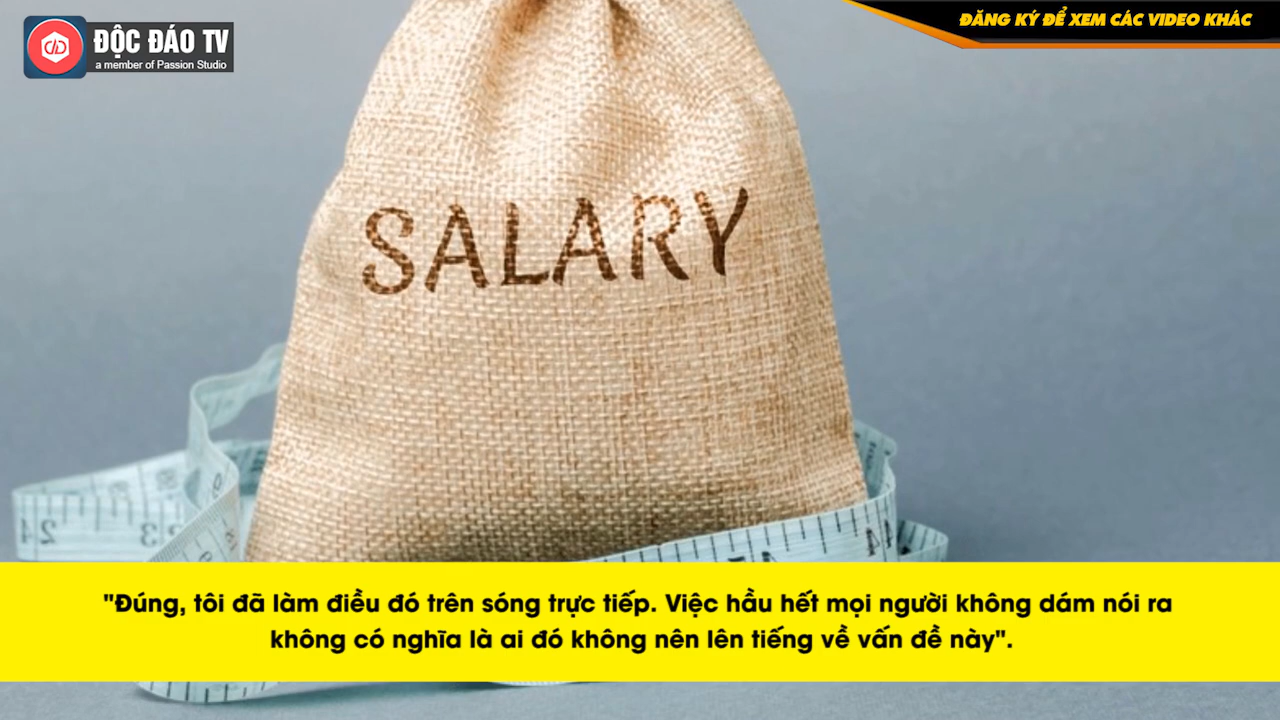 ĐỘC ĐÁO TV
a member of Passion Studio
ĐĂNG KÝ ĐỂ XEM CÁC VIDEO KHÁC
SALARY
"Đúng, tôi đã làm điều đó trên sóng trực tiếp. Việc hầu hết mọi người không dám nói ra
không có nghĩa là ai đó không nên lên tiếng về vấn đề này".